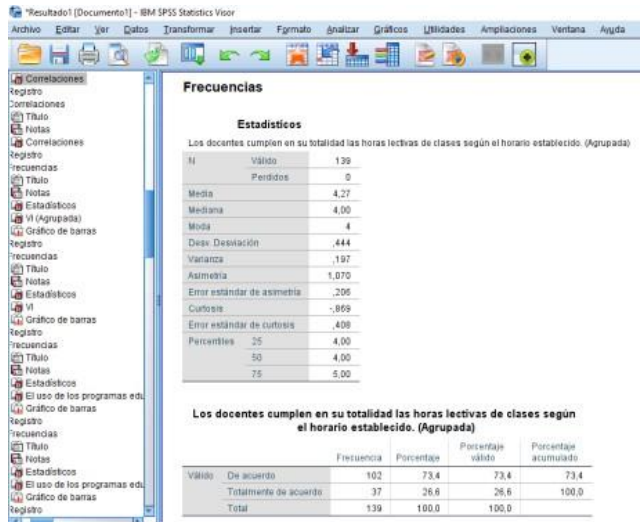 *Resultado1 [Documento1] - IBM SPSS Statistics Visor
Archivo Editar Ver Datos Transformar Insertar Formato Analizar Gráficos Utilidades Ampliaciones Ventana Ayuda
Correlaciones
Registro
Correlaciones
Título
Notas
Correlaciones
Registro
Frecuencias
Título
Notas
Estadísticos
VI (Agrupada)
Gráfico de barras
Registro
Frecuencias
Título
Notas
Estadísticos
VI
Gráfico de barras
Registro
Frecuencias
Título
Notas
Estadísticos
El uso de los programas edu
Gráfico de barras
Registro
Frecuencias
Título
Notas
Estadísticos
El uso de los programas edu
Gráfico de barras
Registro
Frecuencias
Estadísticos
Los docentes cumplen en su totalidad las horas lectivas de clases según el horario establecido. (Agrupada)
N Válido 139
Perdidos 0
Media 4,27
Mediana 4,00
Moda 4
Desv. Desviación ,444
Varianza ,197
Asimetría 1,070
Error estándar de asimetría ,206
Curtosis -,869
Error estándar de curtosis ,408
Percentiles 25 4,00
50 4,00
75 5,00
Los docentes cumplen en su totalidad las horas lectivas de clases según
el horario establecido. (Agrupada)
Frecuencia Porcentaje Porcentaje válido Porcentaje acumulado
Válido De acuerdo 102 73,4 73,4 73,4
Totalmente de acuerdo 37 26,6 26,6 100,0
Total 139 100,0 100,0